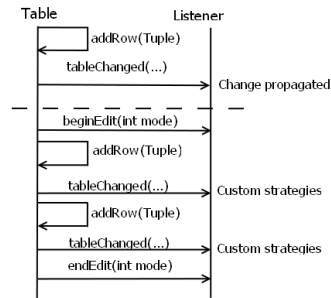 Table Listener
addRow(Tuple)
tableChanged(...)
Change propagated
beginEdit(int mode)
addRow(Tuple)
tableChanged(...) Custom strategies
addRow(Tuple)
tableChanged(...) Custom strategies
endEdit(int mode)